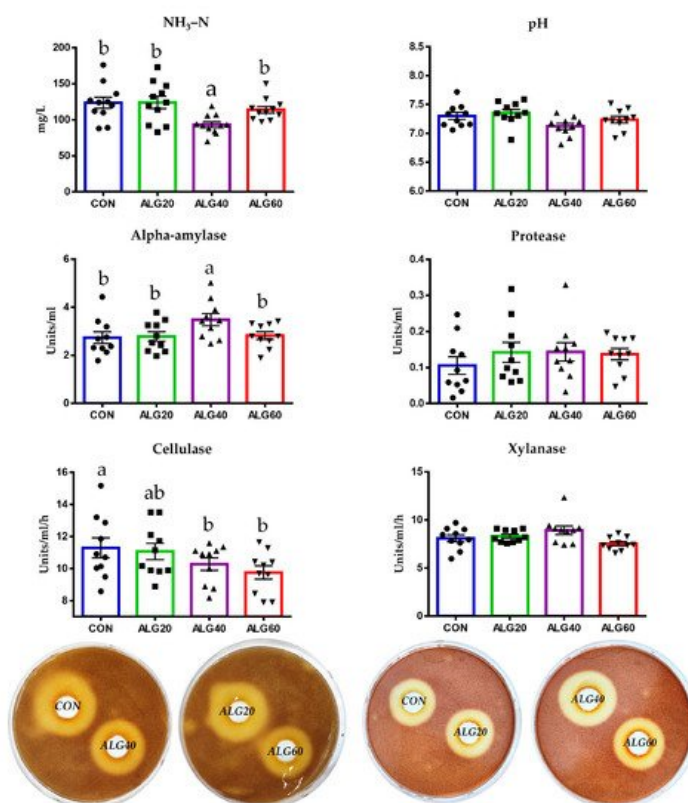 NH₃–N
b b a b
mg/L
200
150
100
50
0
CON ALG20 ALG40 ALG60
pH
8.0
7.5
7.0
6.5
6.0
CON ALG20 ALG40 ALG60
Alpha-amylase
b b a b
Units/ml
6
4
2
0
CON ALG20 ALG40 ALG60
Protease
Units/ml
0.4
0.3
0.2
0.1
0.0
CON ALG20 ALG40 ALG60
Cellulase
a ab b b
Units/ml/h
16
14
12
10
8
CON ALG20 ALG40 ALG60
Xylanase
Units/ml/h
15
10
5
0
CON ALG20 ALG40 ALG60
CON
ALG40
ALG20
ALG60
CON
ALG20
ALG40
ALG60